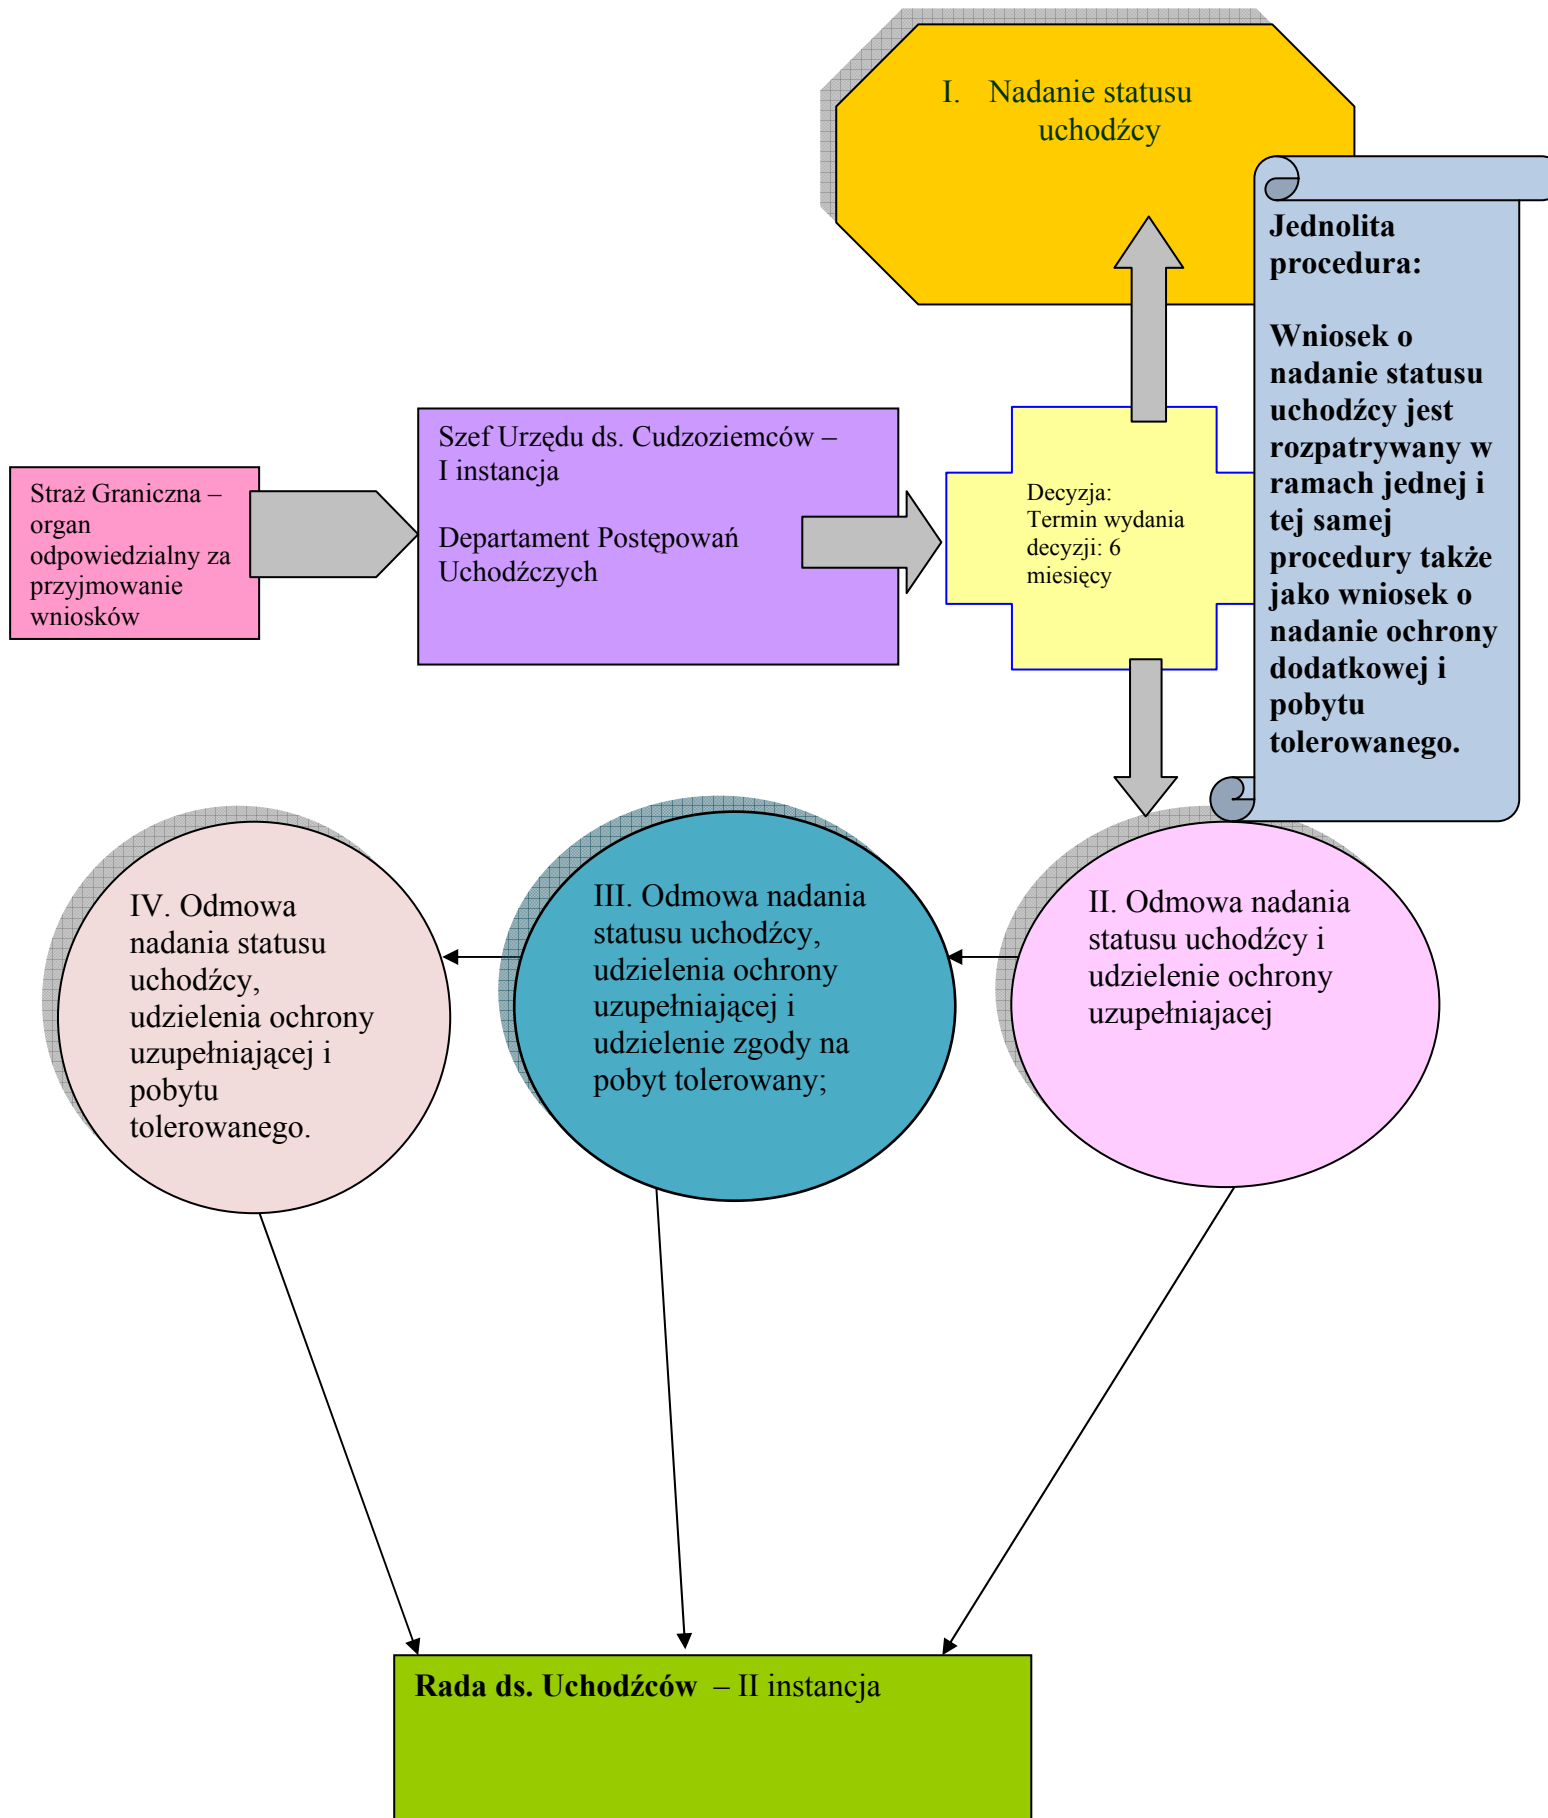 I. Nadanie statusu
uchodźcy
Jednolita
procedura:
Wniosek o
nadanie statusu
uchodźcy jest
rozpatrywany w
ramach jednej i
tej samej
procedury także
jako wniosek o
nadanie ochrony
dodatkowej i
pobytu
tolerowanego.
Straż Graniczna –
organ
odpowiedzialny za
przyjmowanie
wniosków
Szef Urzędu ds. Cudzoziemców –
I instancja
Departament Postępowań
Uchodźczych
Decyzja:
Termin wydania
decyzji: 6
miesięcy
IV. Odmowa
nadania statusu
uchodźcy,
udzielenia ochrony
uzupełniającej i
pobytu
tolerowanego.
III. Odmowa nadania
statusu uchodźcy,
udzielenia ochrony
uzupełniającej i
udzielenie zgody na
pobyt tolerowany;
II. Odmowa nadania
statusu uchodźcy i
udzielenie ochrony
uzupełniajacej
Rada ds. Uchodźców – II instancja